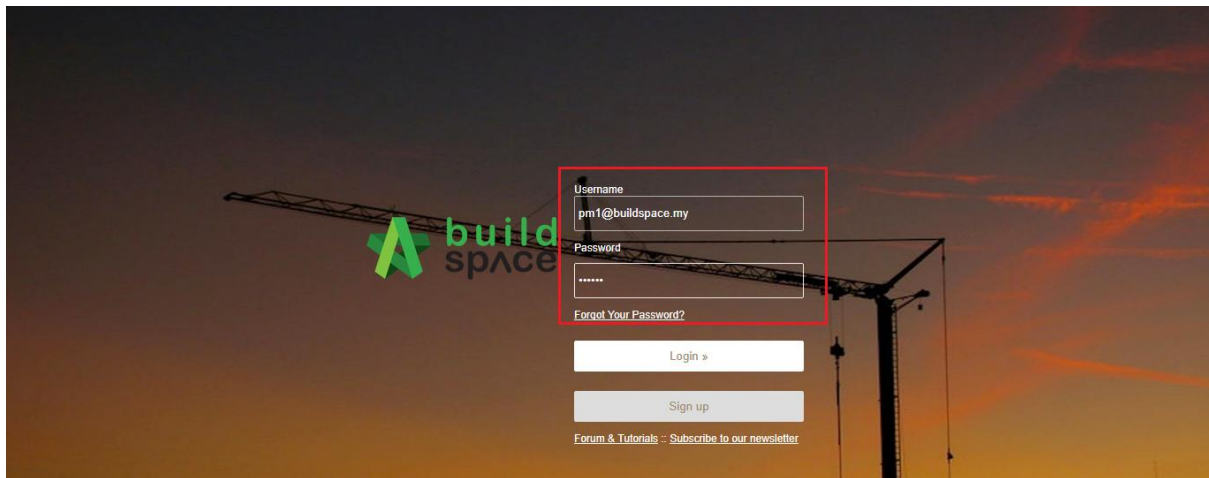 build
spʌce
Username
pm1@buildspace.my
Password
••••••
Forgot Your Password?
Login »
Sign up
Forum & Tutorials :: Subscribe to our newsletter